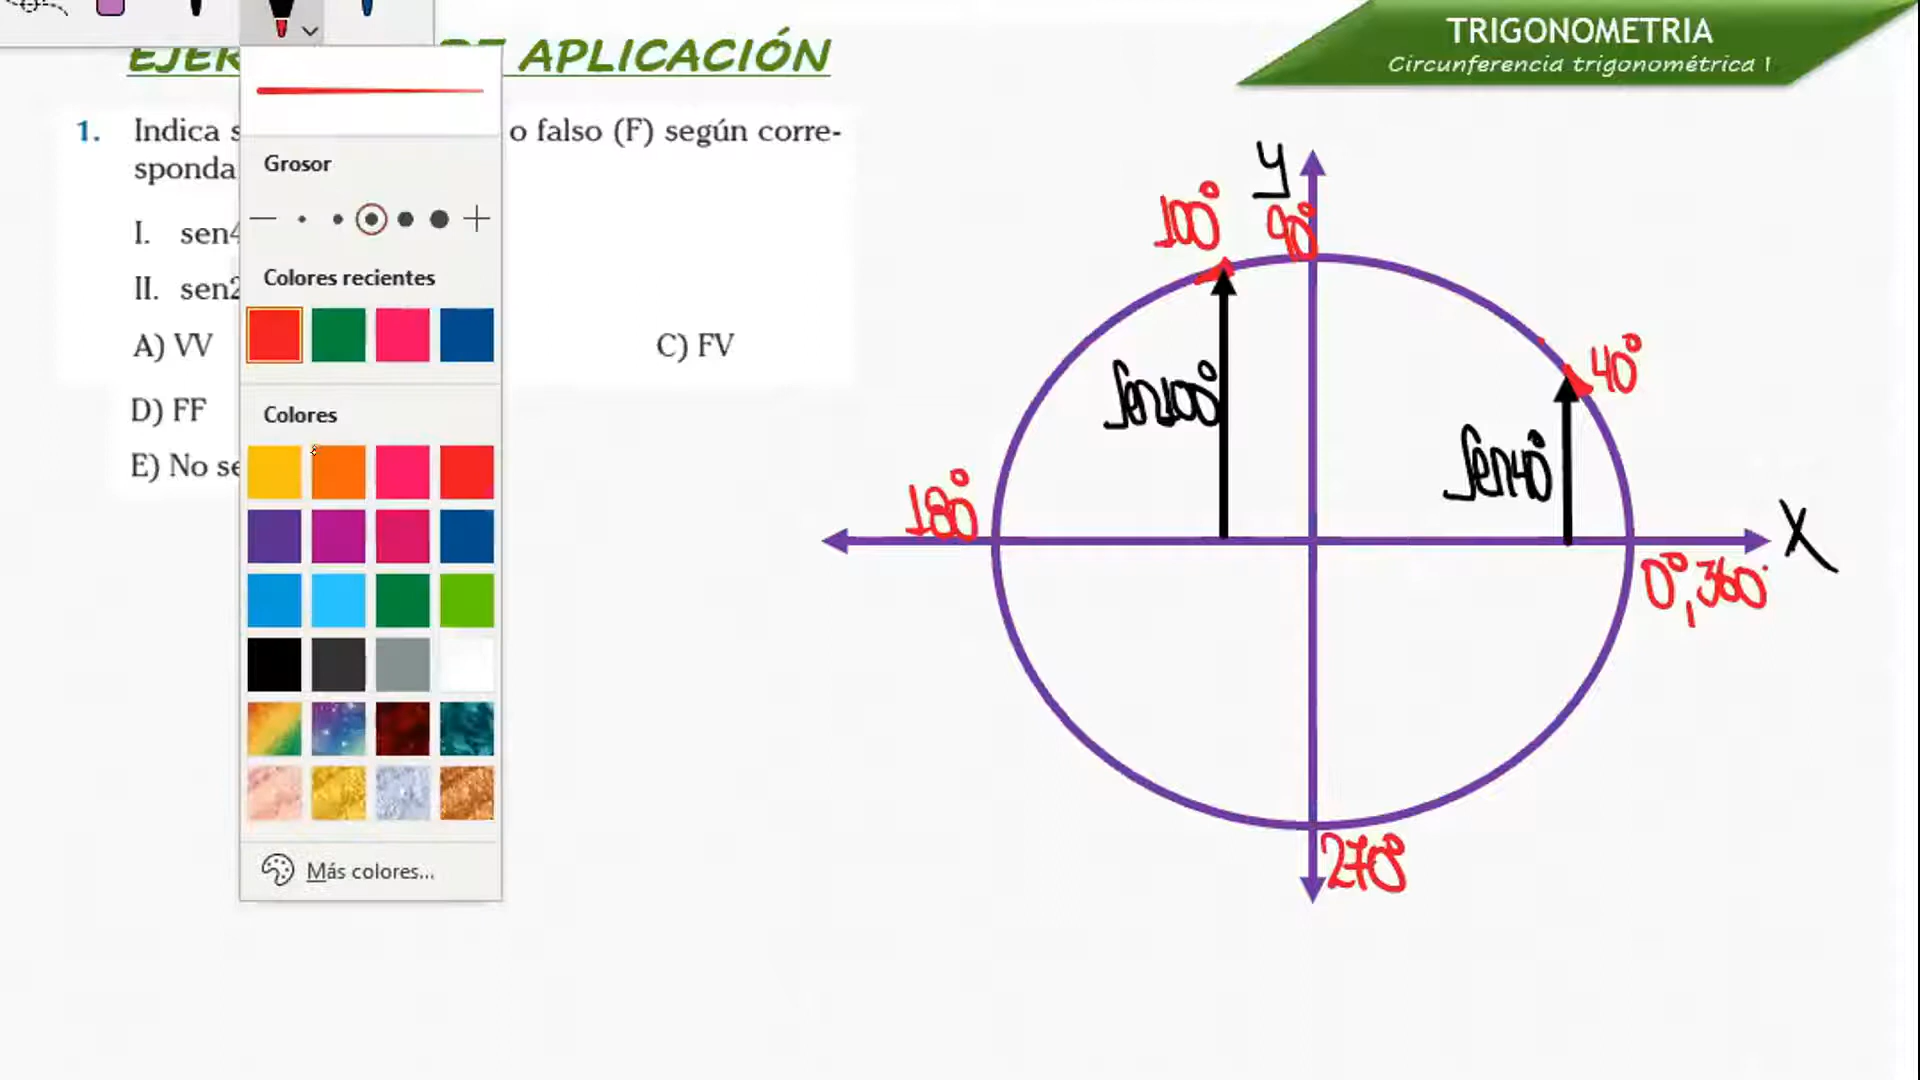 EJER DE APLICACIÓN
TRIGONOMETRIA
Circunferencia trigonométrica I
1. Indica s o falso (F) según corre-
sponda
I. sen4
II. sen2
A) VV C) FV
D) FF
E) No se
Grosor
Colores recientes
Colores
Más colores...
y
100°
90°
40°
Sen100°
Sen40°
180°
X
0°, 360°
270°